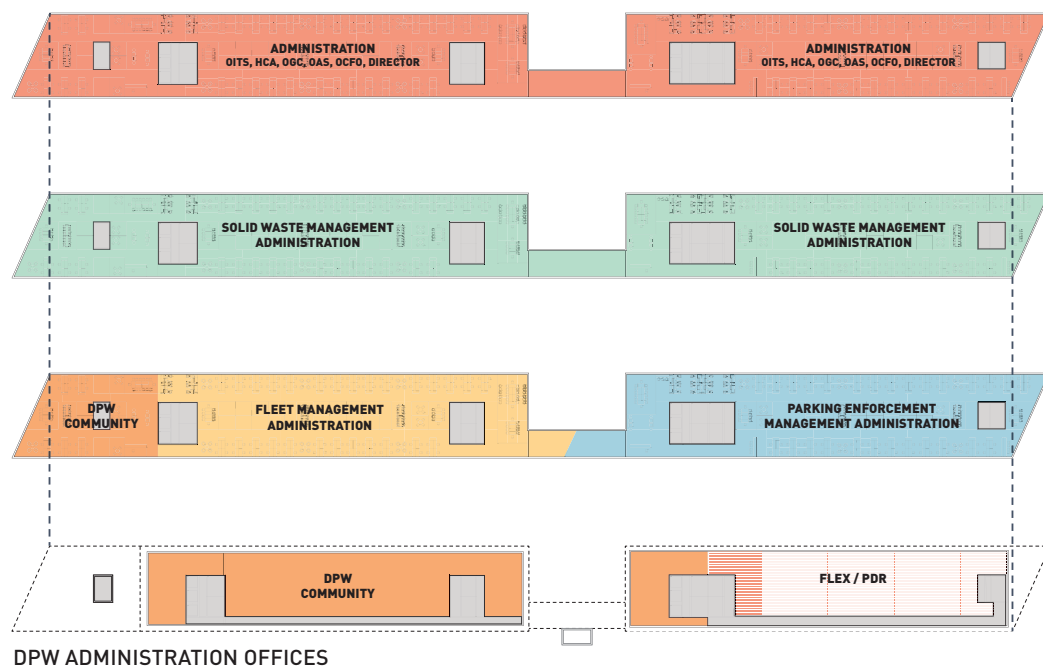 ADMINISTRATION
OITS, HCA, OGC, OAS, OCFO, DIRECTOR
ADMINISTRATION
OITS, HCA, OGC, OAS, OCFO, DIRECTOR
SOLID WASTE MANAGEMENT
ADMINISTRATION
SOLID WASTE MANAGEMENT
ADMINISTRATION
DPW
COMMUNITY
FLEET MANAGEMENT
ADMINISTRATION
PARKING ENFORCEMENT
MANAGEMENT ADMINISTRATION
DPW
COMMUNITY
FLEX / PDR
DPW ADMINISTRATION OFFICES